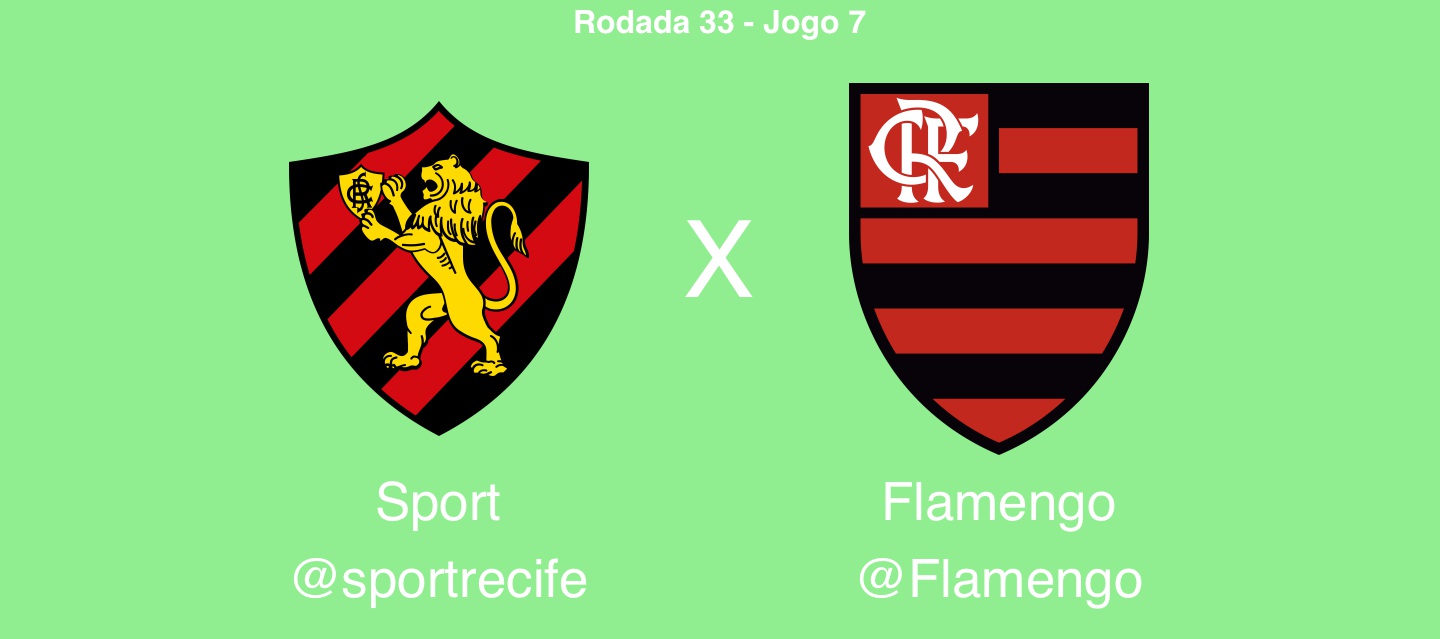 Rodada 33 - Jogo 7
X
Sport
Flamengo
@sportrecife
@Flamengo